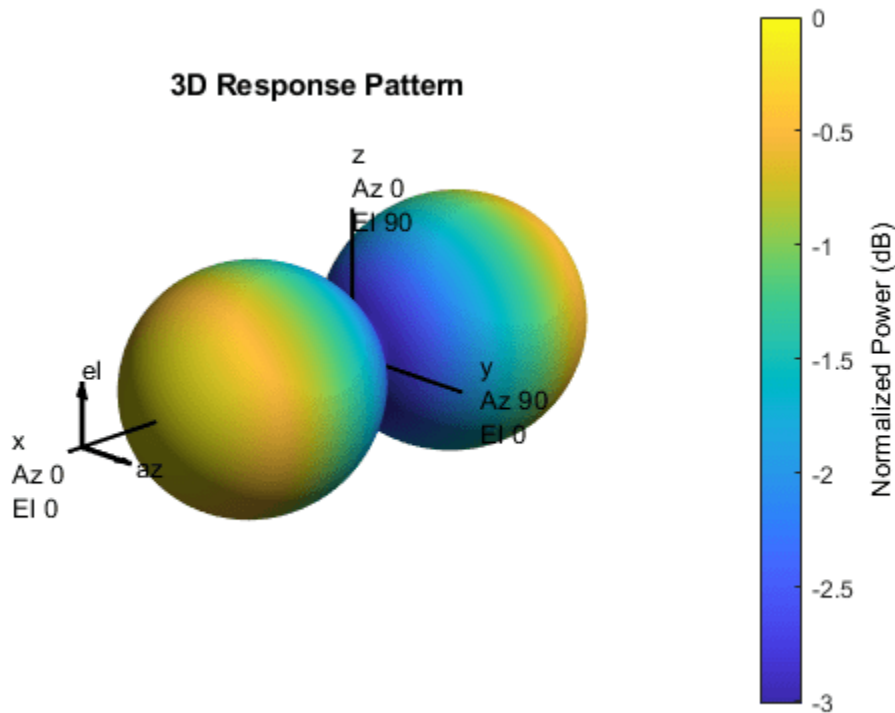 3D Response Pattern
z
Az 0
El 90
y
Az 90
El 0
el
az
x
Az 0
El 0
0
-0.5
-1
-1.5
-2
-2.5
-3
Normalized Power (dB)